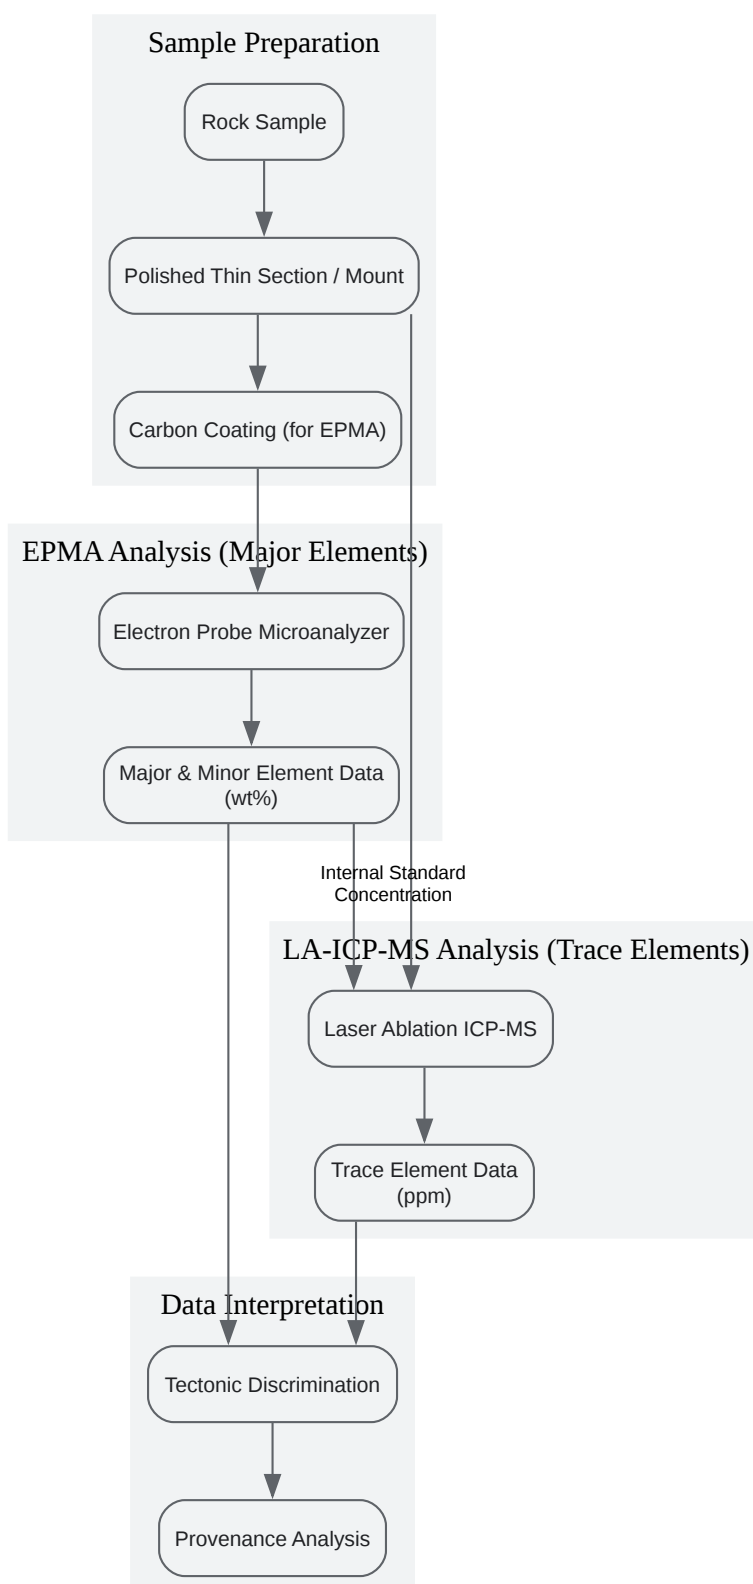 Sample Preparation
Rock Sample
Polished Thin Section / Mount
Carbon Coating (for EPMA)
EPMA Analysis (Major Elements)
Electron Probe Microanalyzer
Major & Minor Element Data
(wt%)
Internal Standard
Concentration
LA-ICP-MS Analysis (Trace Elements)
Laser Ablation ICP-MS
Trace Element Data
(ppm)
Data Interpretation
Tectonic Discrimination
Provenance Analysis